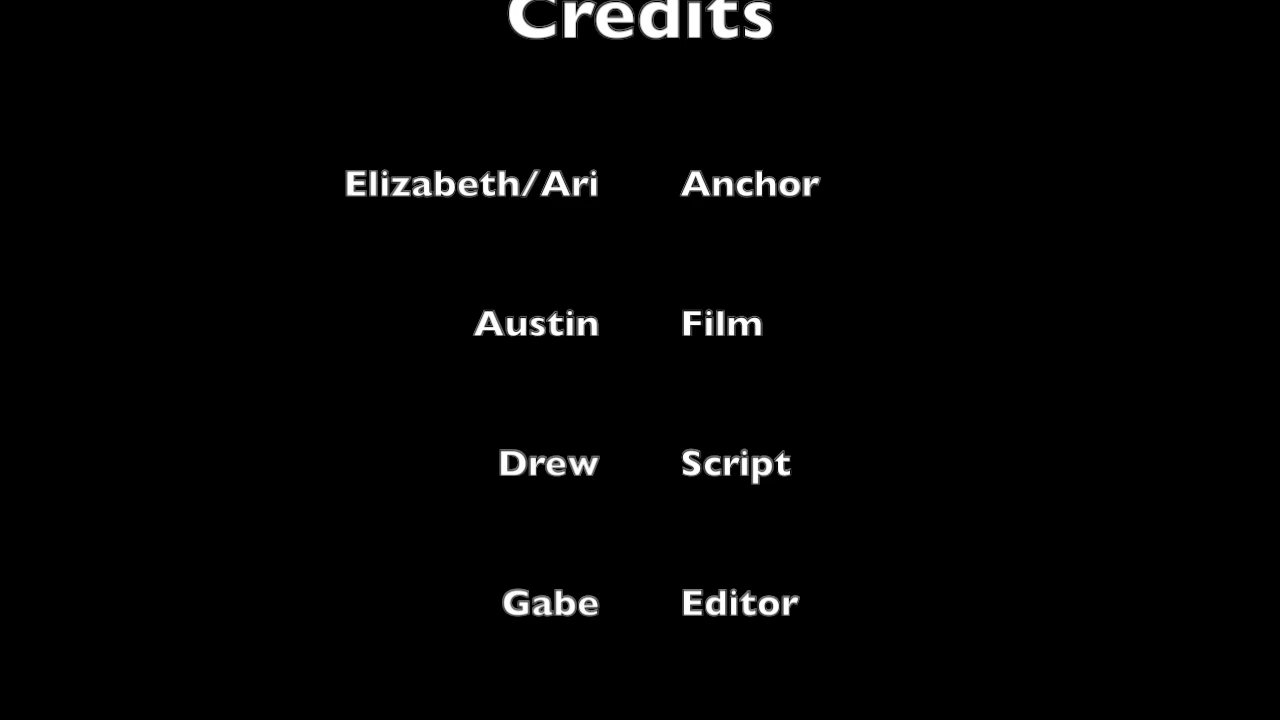 Credits
Elizabeth/Ari Anchor
Austin Film
Drew Script
Gabe Editor